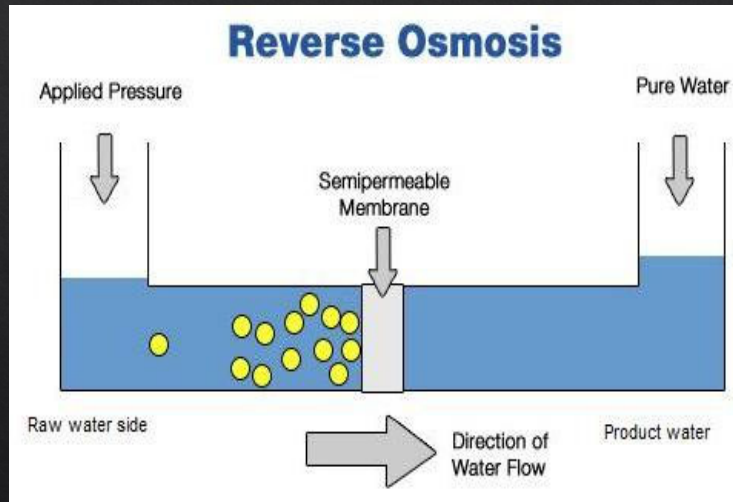 Reverse Osmosis
Applied Pressure
Pure Water
Semipermeable
Membrane
Raw water side
Direction of
Water Flow
Product water